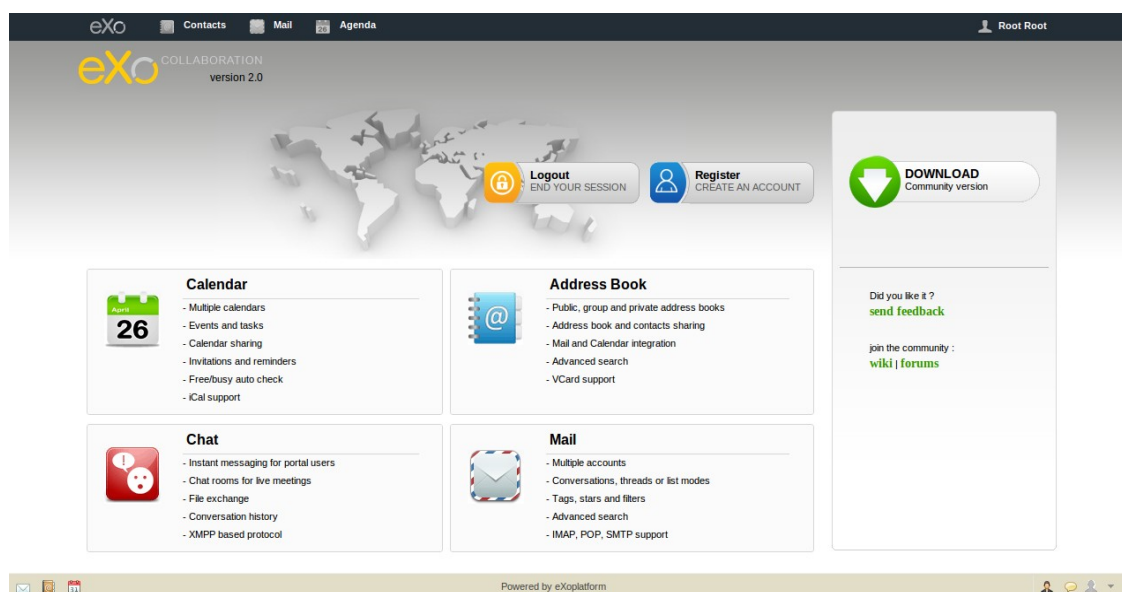 eXo Contacts Mail 26 Agenda Root Root
eXo COLLABORATION
version 2.0
Logout
END YOUR SESSION
Register
CREATE AN ACCOUNT
DOWNLOAD
Community version
Calendar
April
26
- Multiple calendars
- Events and tasks
- Calendar sharing
- Invitations and reminders
- Free/busy auto check
- iCal support
Address Book
@
- Public, group and private address books
- Address book and contacts sharing
- Mail and Calendar integration
- Advanced search
- VCard support
Did you like it ?
send feedback
join the community :
wiki | forums
Chat
!
- Instant messaging for portal users
- Chat rooms for live meetings
- File exchange
- Conversation history
- XMPP based protocol
Mail
- Multiple accounts
- Conversations, threads or list modes
- Tags, stars and filters
- Advanced search
- IMAP, POP, SMTP support
31 Powered by eXoplatform